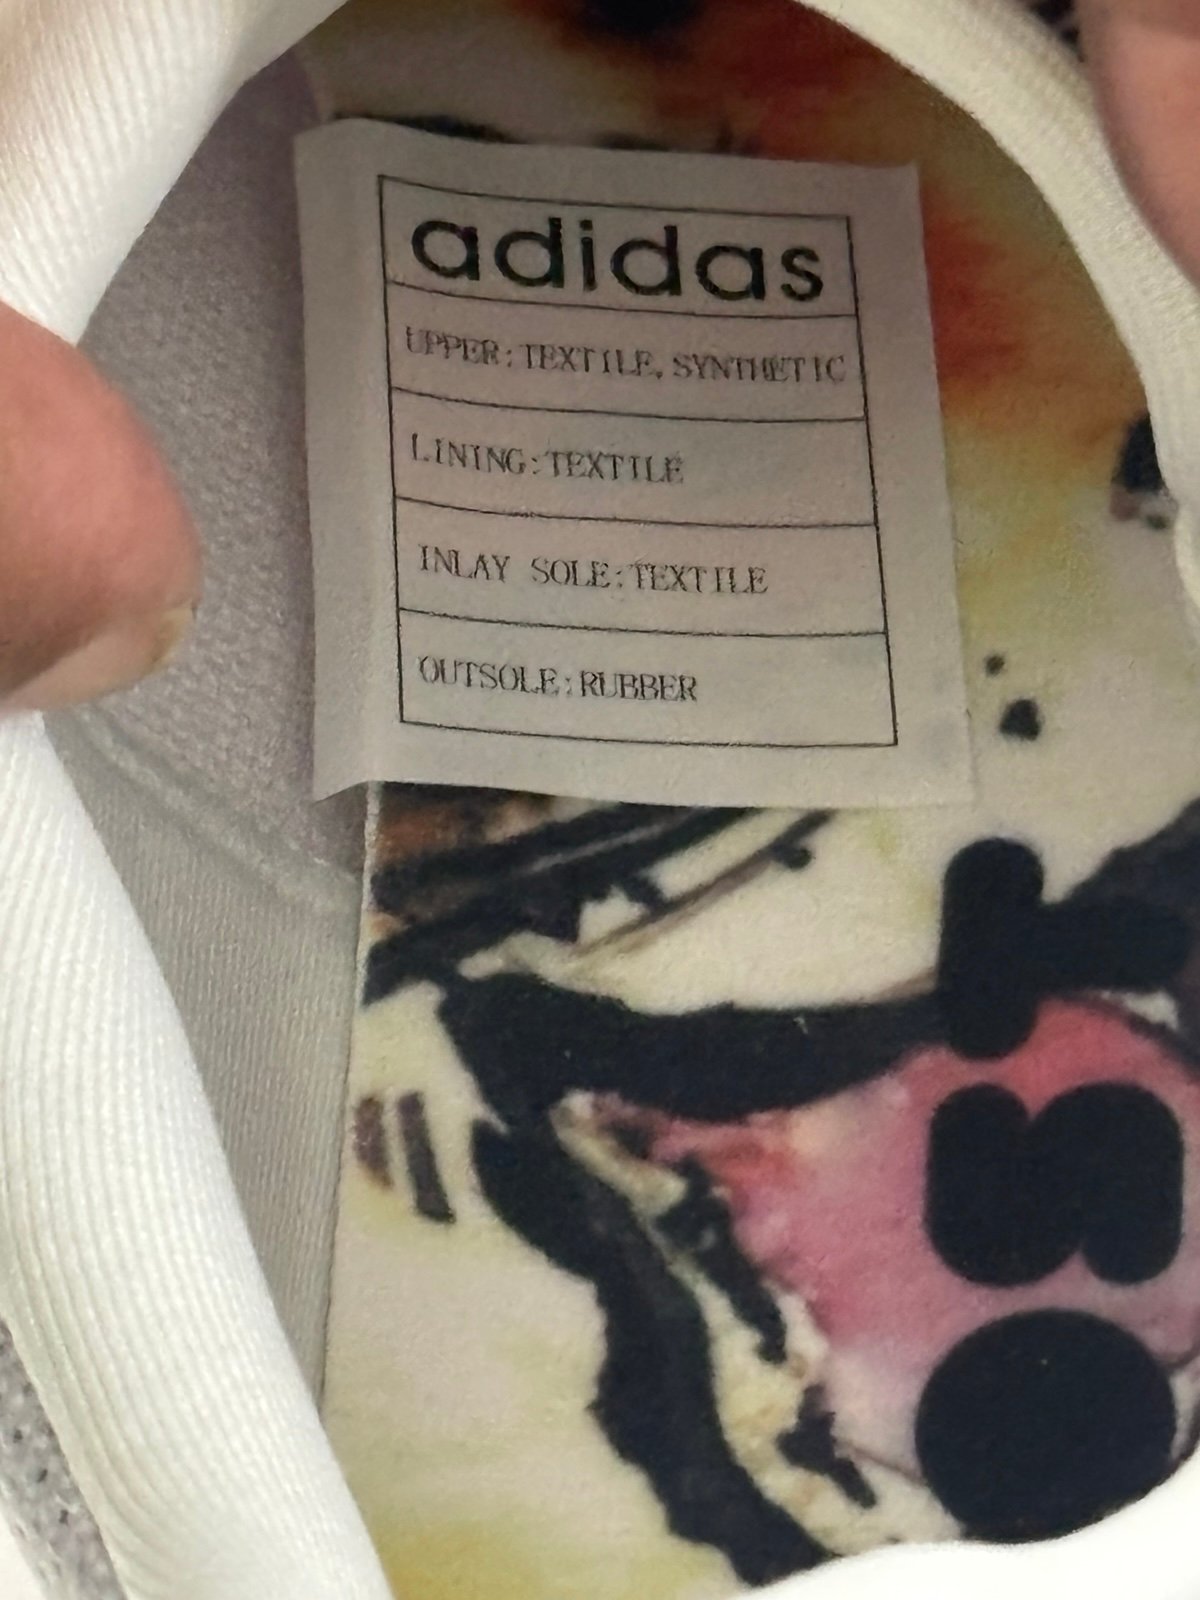 adidas
UPPER:TEXTILE, SYNTHETIC
LINING:TEXTILE
INLAY SOLE:TEXTILE
OUTSOLE:RUBBER